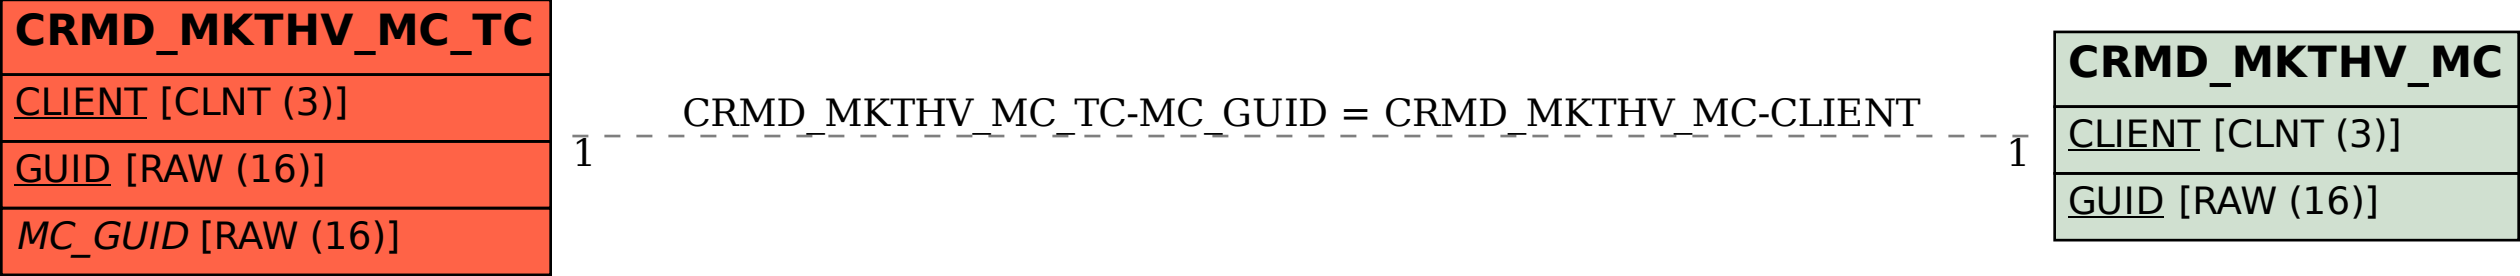 CRMD_MKTHV_MC_TC
CLIENT [CLNT (3)]
GUID [RAW (16)]
MC_GUID [RAW (16)]
CRMD_MKTHV_MC_TC-MC_GUID = CRMD_MKTHV_MC-CLIENT
1
1
CRMD_MKTHV_MC
CLIENT [CLNT (3)]
GUID [RAW (16)]